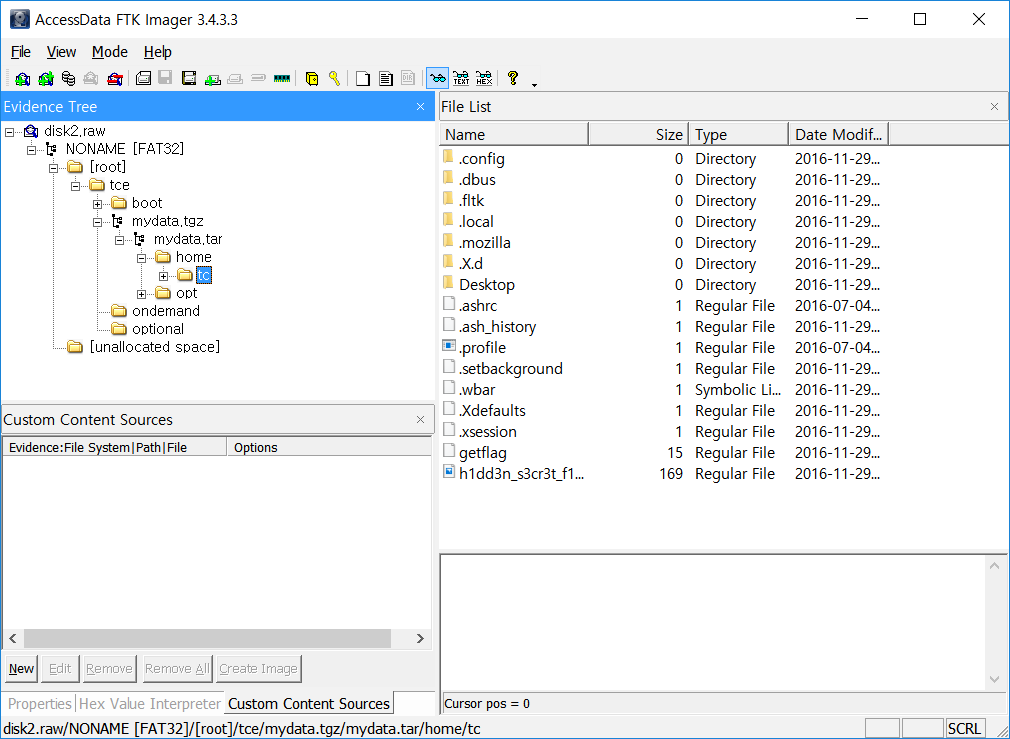 AccessData FTK Imager 3.4.3.3
File View Mode Help
TEXT HEX
Evidence Tree
disk2.raw
NONAME [FAT32]
[root]
tce
boot
mydata.tgz
mydata.tar
home
tc
opt
ondemand
optional
[unallocated space]
Custom Content Sources
Evidence:File System|Path|File Options
New Edit Remove Remove All Create Image
Properties Hex Value Interpreter Custom Content Sources
File List
Name Size Type Date Modif...
.config 0 Directory 2016-11-29...
.dbus 0 Directory 2016-11-29...
.fltk 0 Directory 2016-11-29...
.local 0 Directory 2016-11-29...
.mozilla 0 Directory 2016-11-29...
.X.d 0 Directory 2016-11-29...
Desktop 0 Directory 2016-11-29...
.ashrc 1 Regular File 2016-07-04...
.ash_history 1 Regular File 2016-11-29...
.profile 1 Regular File 2016-07-04...
.setbackground 1 Regular File 2016-11-29...
.wbar 1 Symbolic Li... 2016-11-29...
.Xdefaults 1 Regular File 2016-11-29...
.xsession 1 Regular File 2016-11-29...
getflag 15 Regular File 2016-11-29...
h1dd3n_s3cr3t_f1... 169 Regular File 2016-11-29...
Cursor pos = 0
disk2.raw/NONAME [FAT32]/[root]/tce/mydata.tgz/mydata.tar/home/tc
SCRL